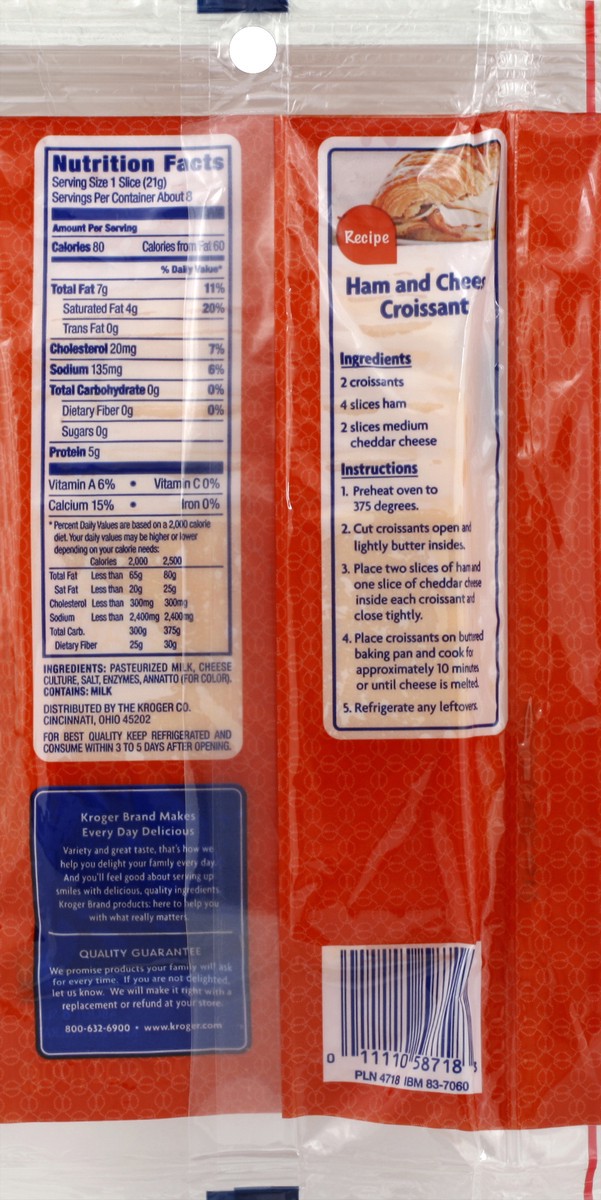 Nutrition Facts
Serving Size 1 Slice (21g)
Servings Per Container About 8
Amount Per Serving
Calories 80 Calories from Fat 60
% Daily Value*
Total Fat 7g 11%
Saturated Fat 4g 20%
Trans Fat 0g
Cholesterol 20mg 7%
Sodium 135mg 6%
Total Carbohydrate 0g 0%
Dietary Fiber 0g 0%
Sugars 0g
Protein 5g
Vitamin A 6% • Vitamin C 0%
Calcium 15% • Iron 0%
* Percent Daily Values are based on a 2,000 calorie
diet. Your daily values may be higher or lower
depending on your calorie needs:
Calories 2,000 2,500
Total Fat Less than 65g 80g
Sat Fat Less than 20g 25g
Cholesterol Less than 300mg 300mg
Sodium Less than 2,400mg 2,400mg
Total Carb. 300g 375g
Dietary Fiber 25g 30g
INGREDIENTS: PASTEURIZED MILK, CHEESE
CULTURE, SALT, ENZYMES, ANNATTO (FOR COLOR).
CONTAINS: MILK
DISTRIBUTED BY THE KROGER CO.
CINCINNATI, OHIO 45202
FOR BEST QUALITY KEEP REFRIGERATED AND
CONSUME WITHIN 3 TO 5 DAYS AFTER OPENING.
Kroger Brand Makes
Every Day Delicious
Variety and great taste, that's how we
help you delight your family every day.
And you'll feel good about serving up
smiles with delicious, quality ingredients.
Kroger Brand products: here to help you
with what really matters.
QUALITY GUARANTEE
We promise products your family will ask
for every time. If you are not delighted,
let us know. We will make it right with a
replacement or refund at your store.
800-632-6900 • www.kroger.com
Recipe
Ham and Chee
Croissant
Ingredients
2 croissants
4 slices ham
2 slices medium
cheddar cheese
Instructions
1. Preheat oven to
375 degrees.
2. Cut croissants open and
lightly butter insides.
3. Place two slices of ham and
one slice of cheddar cheese
inside each croissant and
close tightly.
4. Place croissants on buttered
baking pan and cook for
approximately 10 minutes
or until cheese is melted.
5. Refrigerate any leftovers.
0 11110 58718 3
PLN 4718 IBM 83-7060